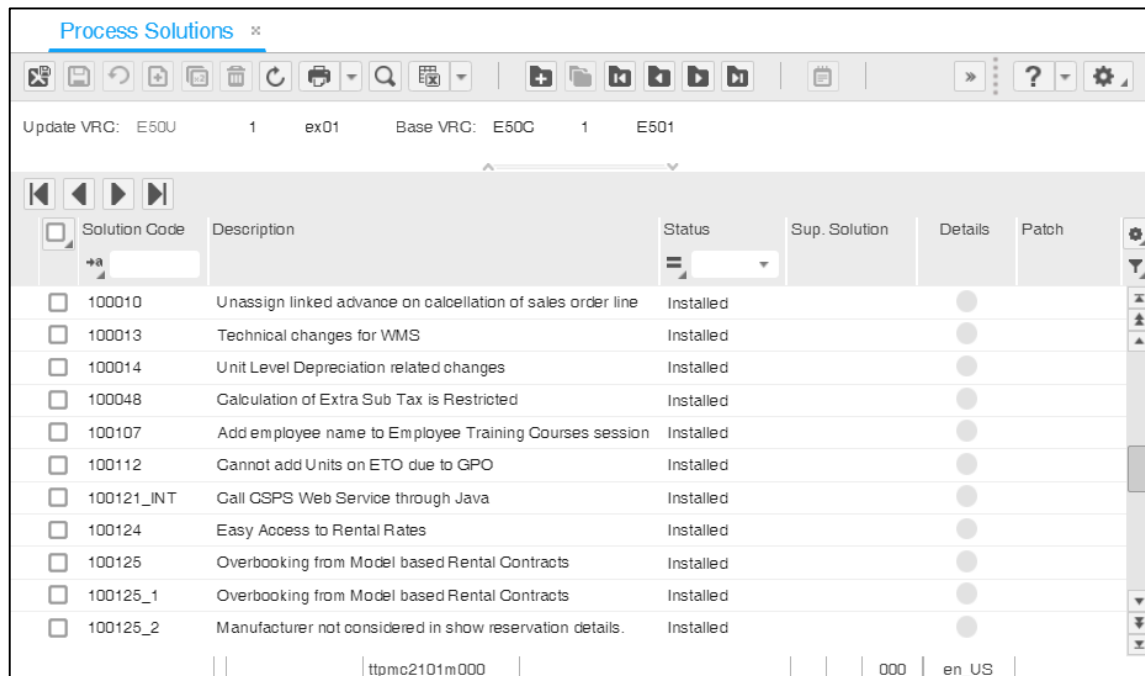 Process Solutions ×
»
?
Update VRC: E50U 1 ex01 Base VRC: E50C 1 E501
Solution Code Description Status Sup. Solution Details Patch
100010 Unassign linked advance on calcellation of sales order line Installed
100013 Technical changes for WMS Installed
100014 Unit Level Depreciation related changes Installed
100048 Calculation of Extra Sub Tax is Restricted Installed
100107 Add employee name to Employee Training Courses session Installed
100112 Cannot add Units on ETO due to GPO Installed
100121_INT Call CSPS Web Service through Java Installed
100124 Easy Access to Rental Rates Installed
100125 Overbooking from Model based Rental Contracts Installed
100125_1 Overbooking from Model based Rental Contracts Installed
100125_2 Manufacturer not considered in show reservation details. Installed
ttpmc2101m000 000 en_US